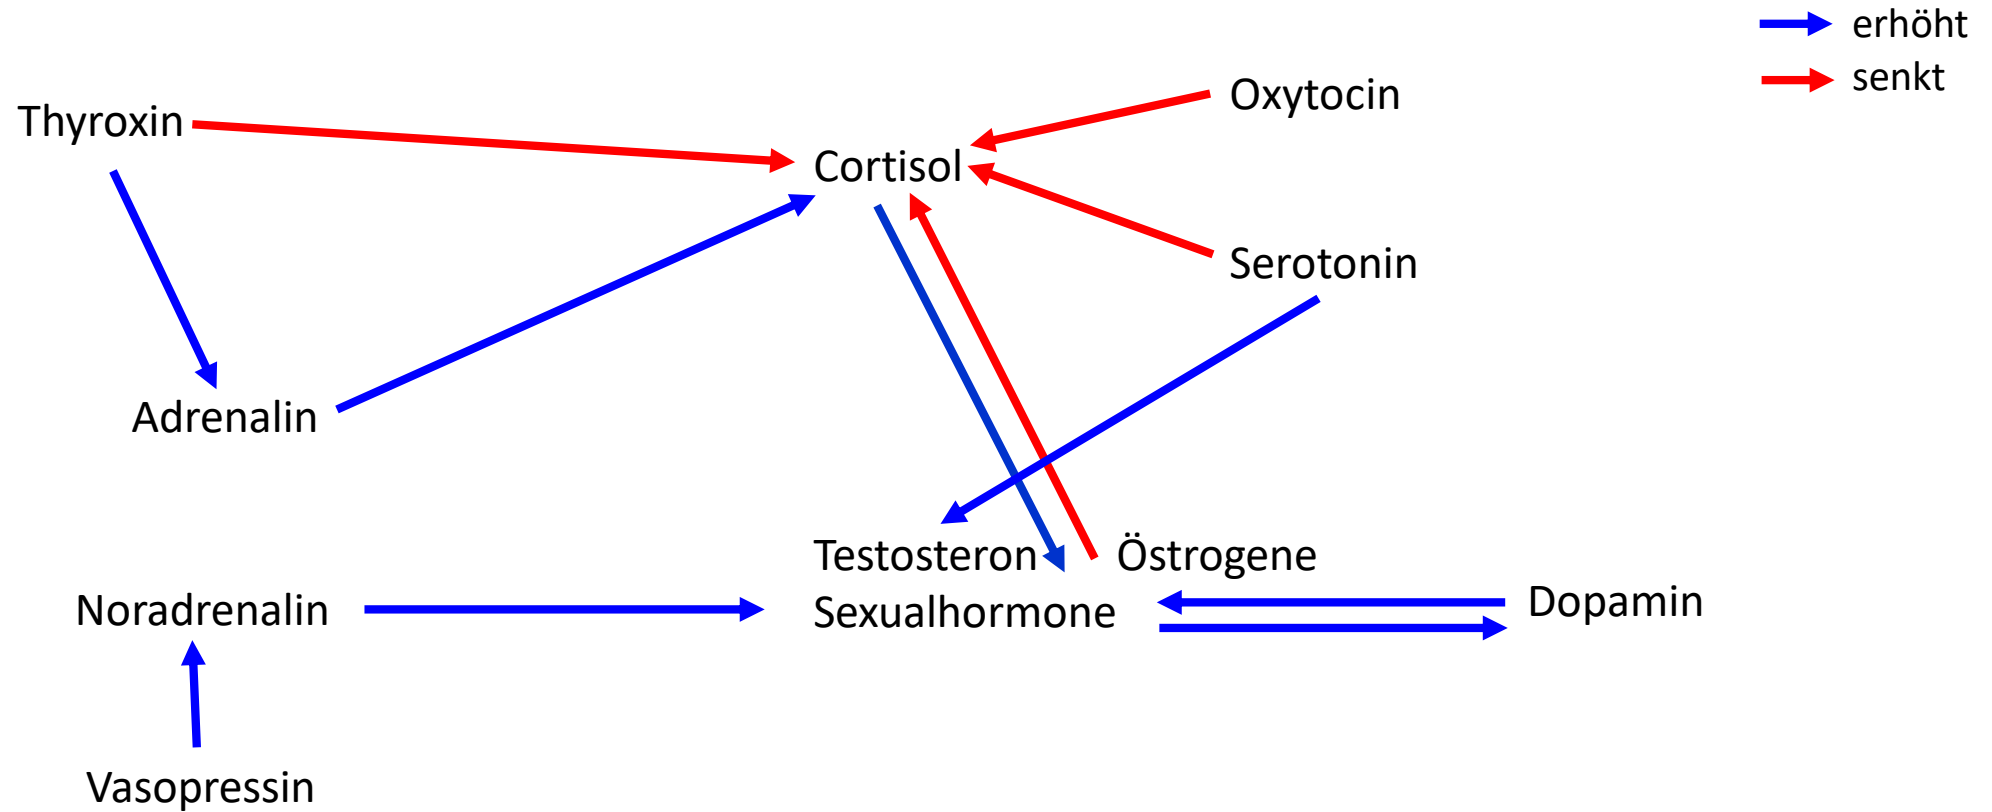 erhöht
senkt
Oxytocin
Thyroxin
Cortisol
Serotonin
Adrenalin
Testosteron Östrogene
Sexualhormone
Noradrenalin
Dopamin
Vasopressin